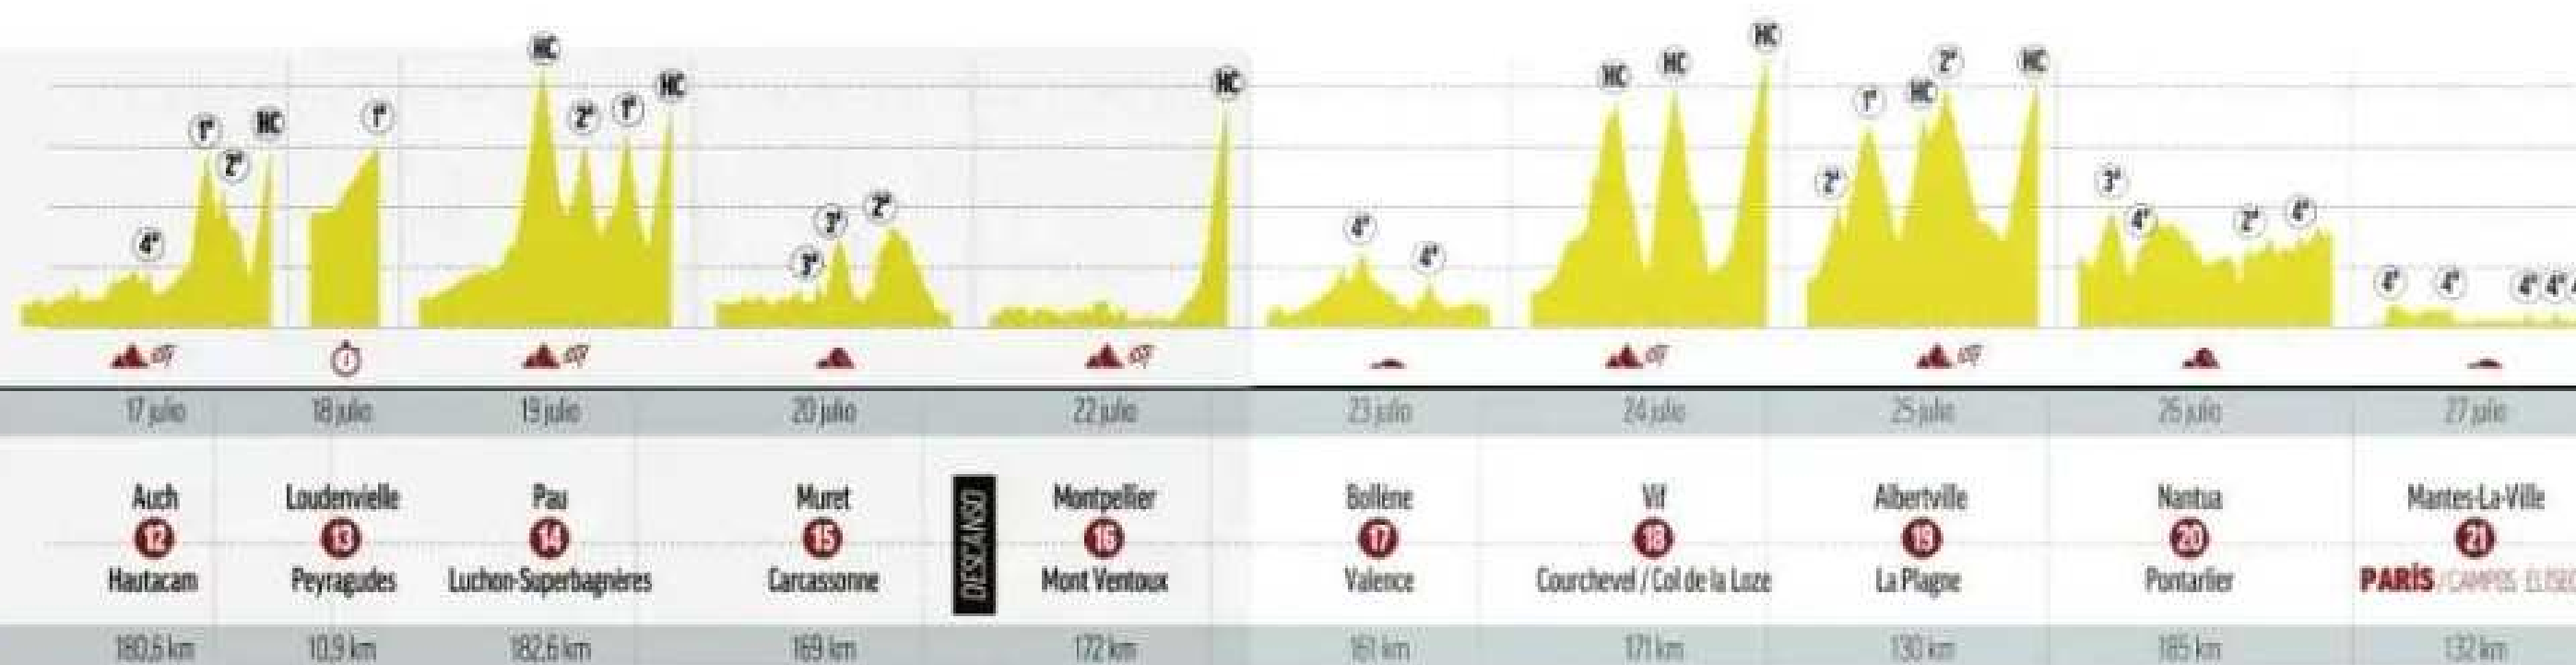 4ª 1ª 2ª HC 1ª HC 2ª 1ª HC 3ª 3ª 2ª HC 4ª 4ª HC HC HC 2ª 1ª HC 2ª HC 3ª 4ª 2ª 4ª 4ª 4ª 4ª 4ª
17 julio 18 julio 19 julio 20 julio 22 julio 23 julio 24 julio 25 julio 26 julio 27 julio
Auch Loudenvielle Pau Muret Montpellier Bollène Vif Albertville Nantua Mantes-La-Ville
12 13 14 15 DESCANSO 16 17 18 19 20 21
Hautacam Peyragudes Luchon-Superbagnères Carcassonne Mont Ventoux Valence Courchevel / Col de la Loze La Plagne Pontarlier PARÍS / CAMPOS ELISEO
180,6 km 10,9 km 182,6 km 169 km 172 km 161 km 171 km 130 km 185 km 132 km